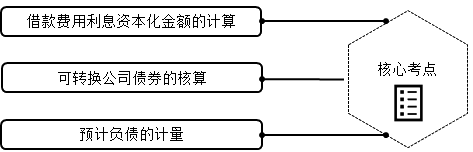 借款费用利息资本化金额的计算
可转换公司债券的核算
核心考点
预计负债的计量